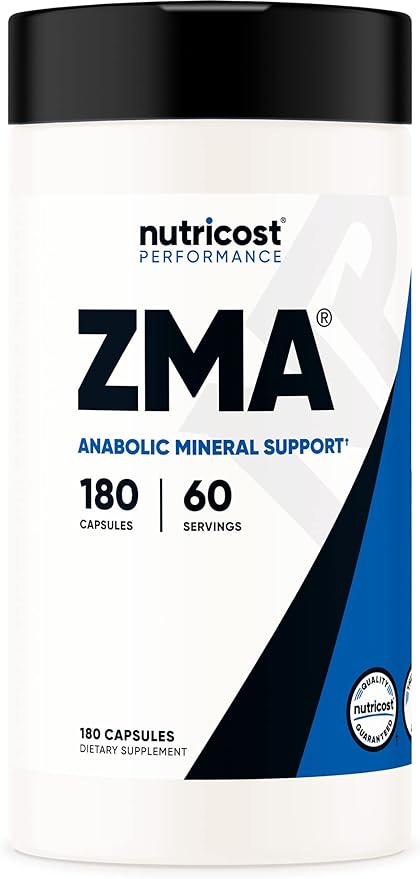 nutricost®
PERFORMANCE
ZMA®
ANABOLIC MINERAL SUPPORT†
180 | 60
CAPSULES SERVINGS
QUALITY
nutricost®
GUARANTEED
†
180 CAPSULES
DIETARY SUPPLEMENT